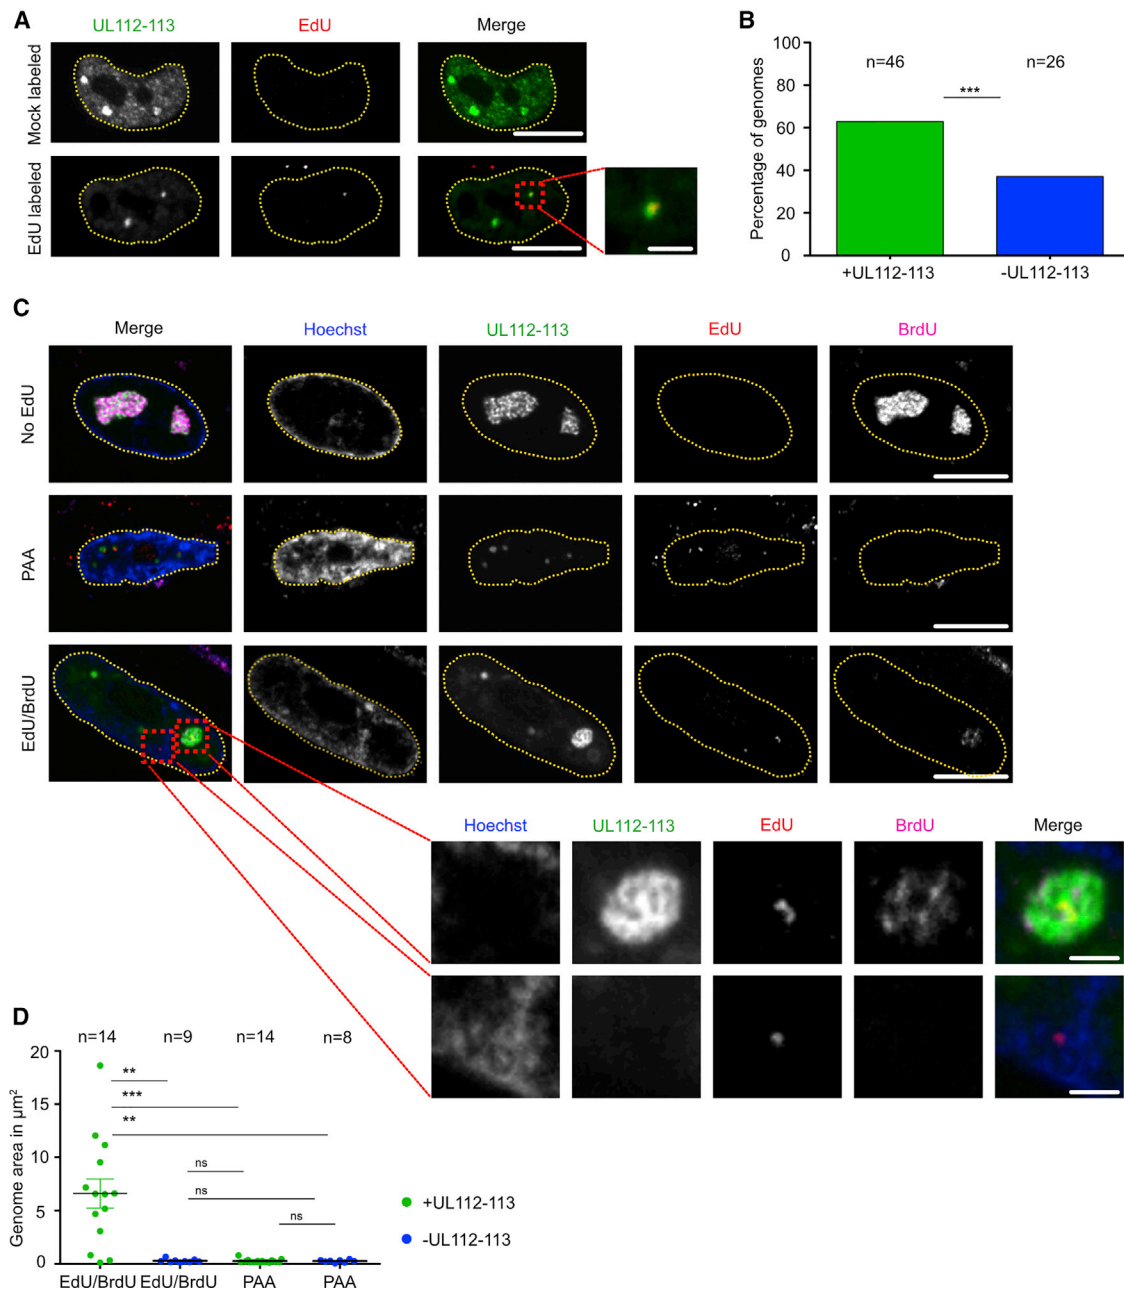 A
UL112-113 EdU Merge
Mock labeled
EdU labeled
B
Percentage of genomes
100
80
60
40
20
0
n=46 n=26
***
+UL112-113 -UL112-113
C
Merge Hoechst UL112-113 EdU BrdU
No EdU
PAA
EdU/BrdU
Hoechst UL112-113 EdU BrdU Merge
D
n=14 n=9 n=14 n=8
Genome area in µm²
20
15
10
5
0
**
***
**
ns
ns
ns
EdU/BrdU EdU/BrdU PAA PAA
+UL112-113
-UL112-113